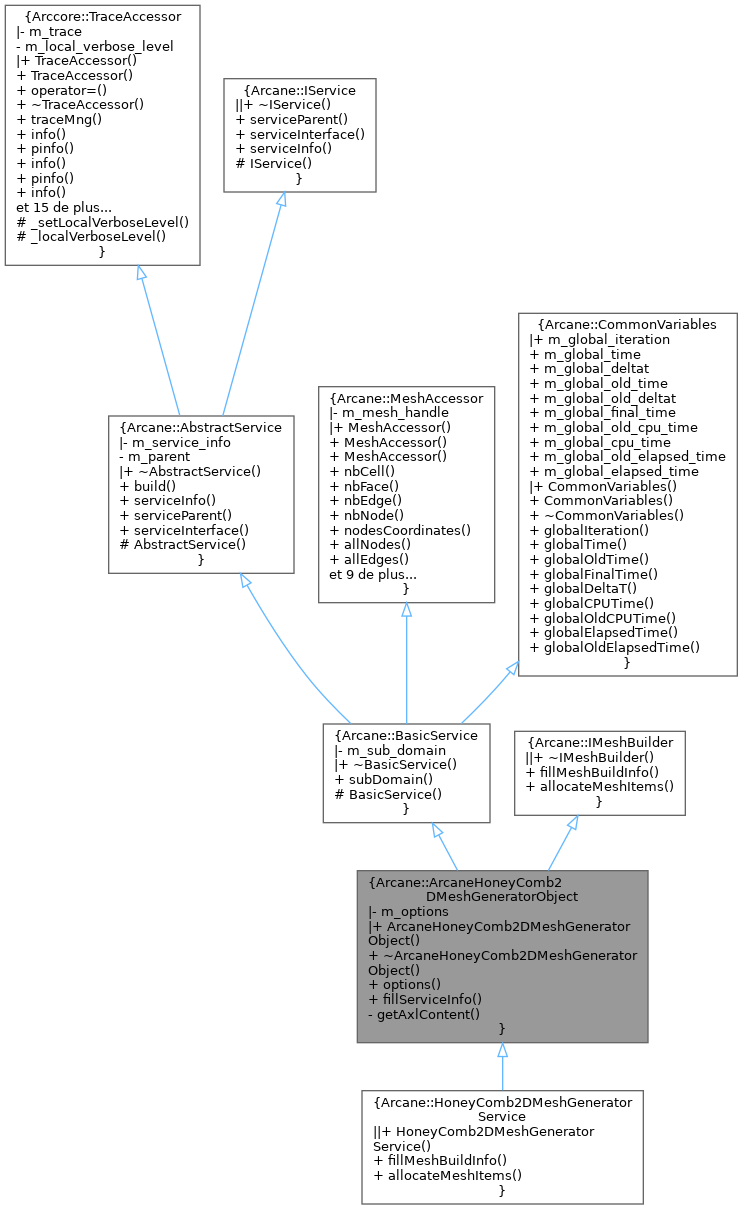 {Arccore::TraceAccessor
|- m_trace
- m_local_verbose_level
|+ TraceAccessor()
+ TraceAccessor()
+ operator=()
+ ~TraceAccessor()
+ traceMng()
+ info()
+ pinfo()
+ info()
+ pinfo()
+ info()
et 15 de plus...
# _setLocalVerboseLevel()
# _localVerboseLevel()
}
{Arcane::IService
||+ ~IService()
+ serviceParent()
+ serviceInterface()
+ serviceInfo()
# IService()
}
{Arcane::AbstractService
|- m_service_info
- m_parent
|+ ~AbstractService()
+ build()
+ serviceInfo()
+ serviceParent()
+ serviceInterface()
# AbstractService()
}
{Arcane::MeshAccessor
|- m_mesh_handle
|+ MeshAccessor()
+ MeshAccessor()
+ MeshAccessor()
+ nbCell()
+ nbFace()
+ nbEdge()
+ nbNode()
+ nodesCoordinates()
+ allNodes()
+ allEdges()
et 9 de plus...
}
{Arcane::CommonVariables
|+ m_global_iteration
+ m_global_time
+ m_global_deltat
+ m_global_old_time
+ m_global_old_deltat
+ m_global_final_time
+ m_global_old_cpu_time
+ m_global_cpu_time
+ m_global_old_elapsed_time
+ m_global_elapsed_time
|+ CommonVariables()
+ CommonVariables()
+ ~CommonVariables()
+ globalIteration()
+ globalTime()
+ globalOldTime()
+ globalFinalTime()
+ globalDeltaT()
+ globalCPUTime()
+ globalOldCPUTime()
+ globalElapsedTime()
+ globalOldElapsedTime()
}
{Arcane::BasicService
|- m_sub_domain
|+ ~BasicService()
+ subDomain()
# BasicService()
}
{Arcane::IMeshBuilder
||+ ~IMeshBuilder()
+ fillMeshBuildInfo()
+ allocateMeshItems()
}
{Arcane::ArcaneHoneyComb2
DMeshGeneratorObject
|- m_options
|+ ArcaneHoneyComb2DMeshGenerator
Object()
+ ~ArcaneHoneyComb2DMeshGenerator
Object()
+ options()
+ fillServiceInfo()
- getAxlContent()
}
{Arcane::HoneyComb2DMeshGenerator
Service
||+ HoneyComb2DMeshGenerator
Service()
+ fillMeshBuildInfo()
+ allocateMeshItems()
}